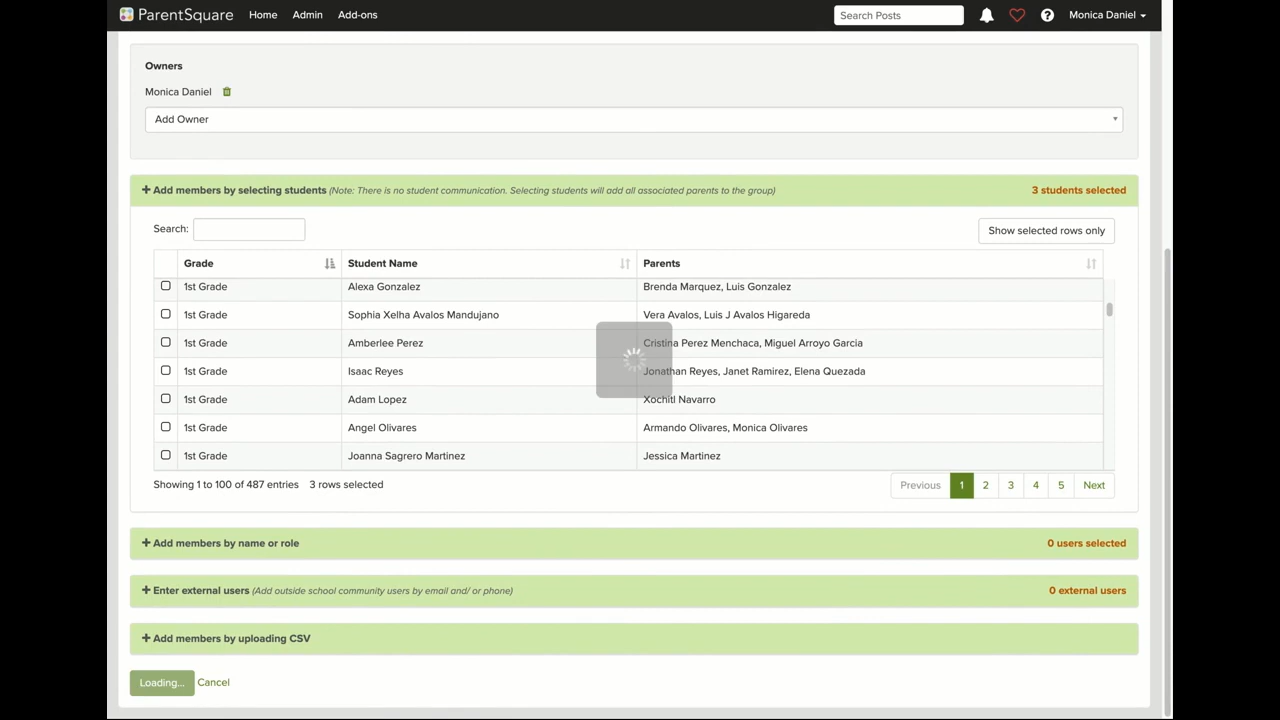 ParentSquare Home Admin Add-ons Search Posts Monica Daniel
Owners
Monica Daniel
Add Owner
Add members by selecting students (Note: There is no student communication. Selecting students will add all associated parents to the group) 3 students selected
Search: Show selected rows only
Grade Student Name Parents
1st Grade Alexa Gonzalez Brenda Marquez, Luis Gonzalez
1st Grade Sophia Xelha Avalos Mandujano Vera Avalos, Luis J Avalos Higareda
1st Grade Amberlee Perez Cristina Perez Menchaca, Miguel Arroyo Garcia
1st Grade Isaac Reyes Jonathan Reyes, Janet Ramirez, Elena Quezada
1st Grade Adam Lopez Xochitl Navarro
1st Grade Angel Olivares Armando Olivares, Monica Olivares
1st Grade Joanna Sagrero Martinez Jessica Martinez
Showing 1 to 100 of 487 entries 3 rows selected Previous 1 2 3 4 5 Next
Add members by name or role 0 users selected
Enter external users (Add outside school community users by email and/ or phone) 0 external users
Add members by uploading CSV
Loading... Cancel